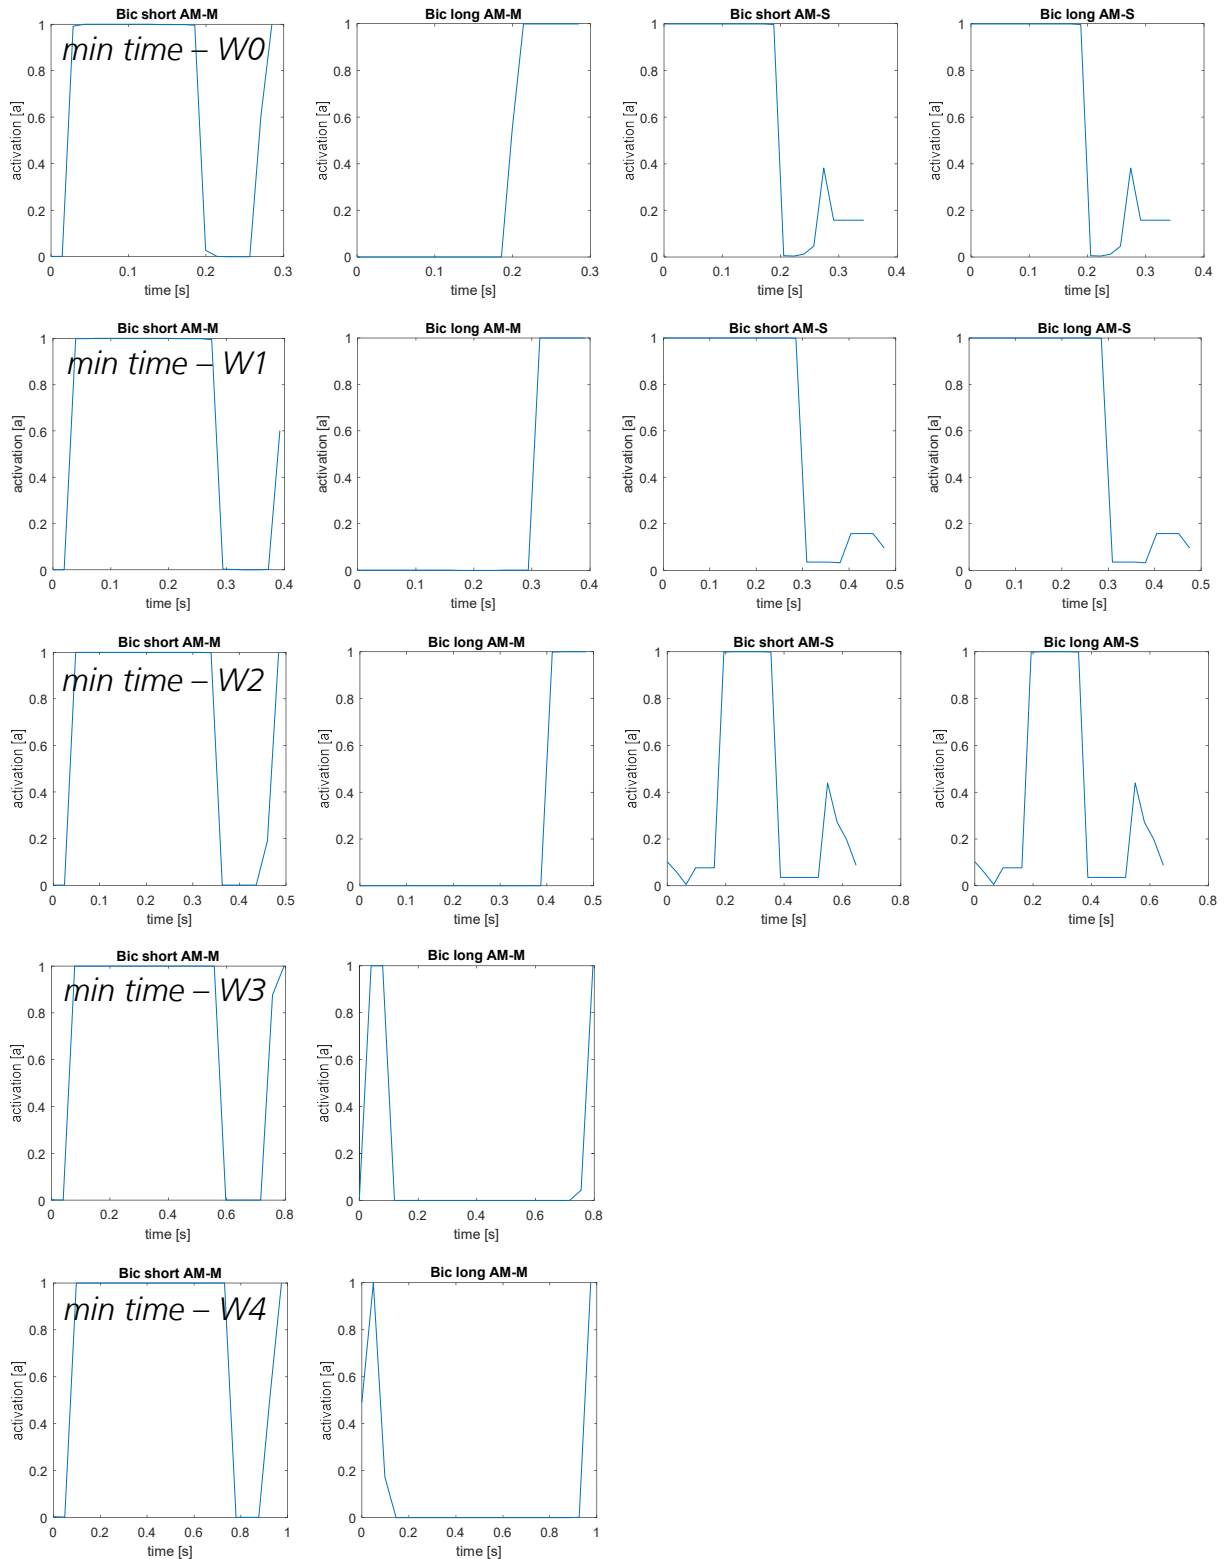 Bic short AM-M
Bic long AM-M
Bic short AM-S
Bic long AM-S
min time – W0
activation [a]
1
0.8
0.6
0.4
0.2
0
0 0.1 0.2 0.3
time [s]
activation [a]
1
0.8
0.6
0.4
0.2
0
0 0.1 0.2 0.3
time [s]
activation [a]
1
0.8
0.6
0.4
0.2
0
0 0.1 0.2 0.3 0.4
time [s]
activation [a]
1
0.8
0.6
0.4
0.2
0
0 0.1 0.2 0.3 0.4
time [s]
Bic short AM-M
Bic long AM-M
Bic short AM-S
Bic long AM-S
min time – W1
activation [a]
1
0.8
0.6
0.4
0.2
0
0 0.1 0.2 0.3 0.4
time [s]
activation [a]
1
0.8
0.6
0.4
0.2
0
0 0.1 0.2 0.3 0.4
time [s]
activation [a]
1
0.8
0.6
0.4
0.2
0
0 0.1 0.2 0.3 0.4 0.5
time [s]
activation [a]
1
0.8
0.6
0.4
0.2
0
0 0.1 0.2 0.3 0.4 0.5
time [s]
Bic short AM-M
Bic long AM-M
Bic short AM-S
Bic long AM-S
min time – W2
activation [a]
1
0.8
0.6
0.4
0.2
0
0 0.1 0.2 0.3 0.4 0.5
time [s]
activation [a]
1
0.8
0.6
0.4
0.2
0
0 0.1 0.2 0.3 0.4 0.5
time [s]
activation [a]
1
0.8
0.6
0.4
0.2
0
0 0.2 0.4 0.6 0.8
time [s]
activation [a]
1
0.8
0.6
0.4
0.2
0
0 0.2 0.4 0.6 0.8
time [s]
Bic short AM-M
Bic long AM-M
min time – W3
activation [a]
1
0.8
0.6
0.4
0.2
0
0 0.2 0.4 0.6 0.8
time [s]
activation [a]
1
0.8
0.6
0.4
0.2
0
0 0.2 0.4 0.6 0.8
time [s]
Bic short AM-M
Bic long AM-M
min time – W4
activation [a]
1
0.8
0.6
0.4
0.2
0
0 0.2 0.4 0.6 0.8 1
time [s]
activation [a]
1
0.8
0.6
0.4
0.2
0
0 0.2 0.4 0.6 0.8 1
time [s]